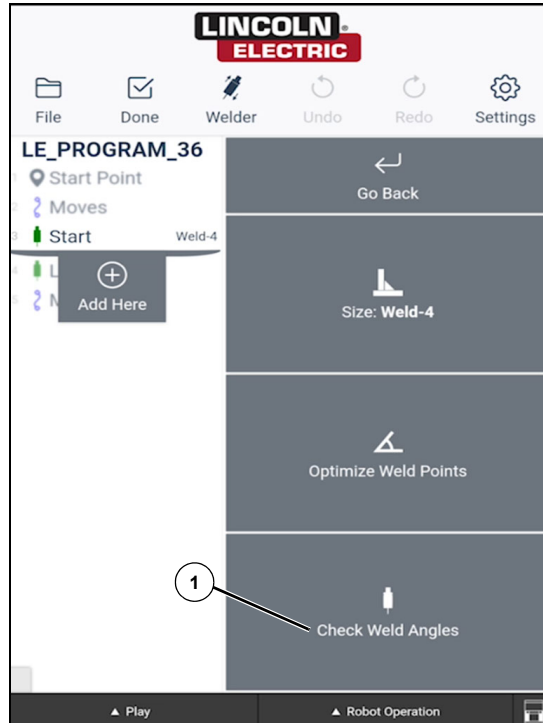 LINCOLN
ELECTRIC
File Done Welder Undo Redo Settings
LE_PROGRAM_36
1 Start Point
2 Moves
3 Start Weld-4
4 L
5 M
Add Here
Go Back
Size: Weld-4
Optimize Weld Points
1
Check Weld Angles
▲ Play ▲ Robot Operation